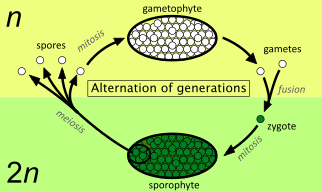 n
gametophyte
spores
mitosis
gametes
Alternation of generations
fusion
meiosis
zygote
mitosis
2n
sporophyte